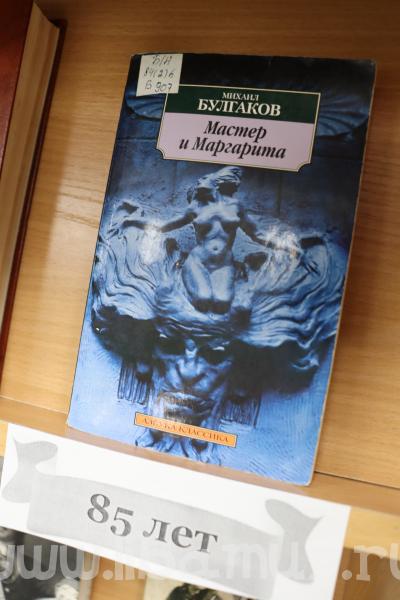 Б/Н
МИХАИЛ
БУЛГАКОВ
Мастер
и Маргарита
АЗБУКА-КЛАССИКА
85 лет